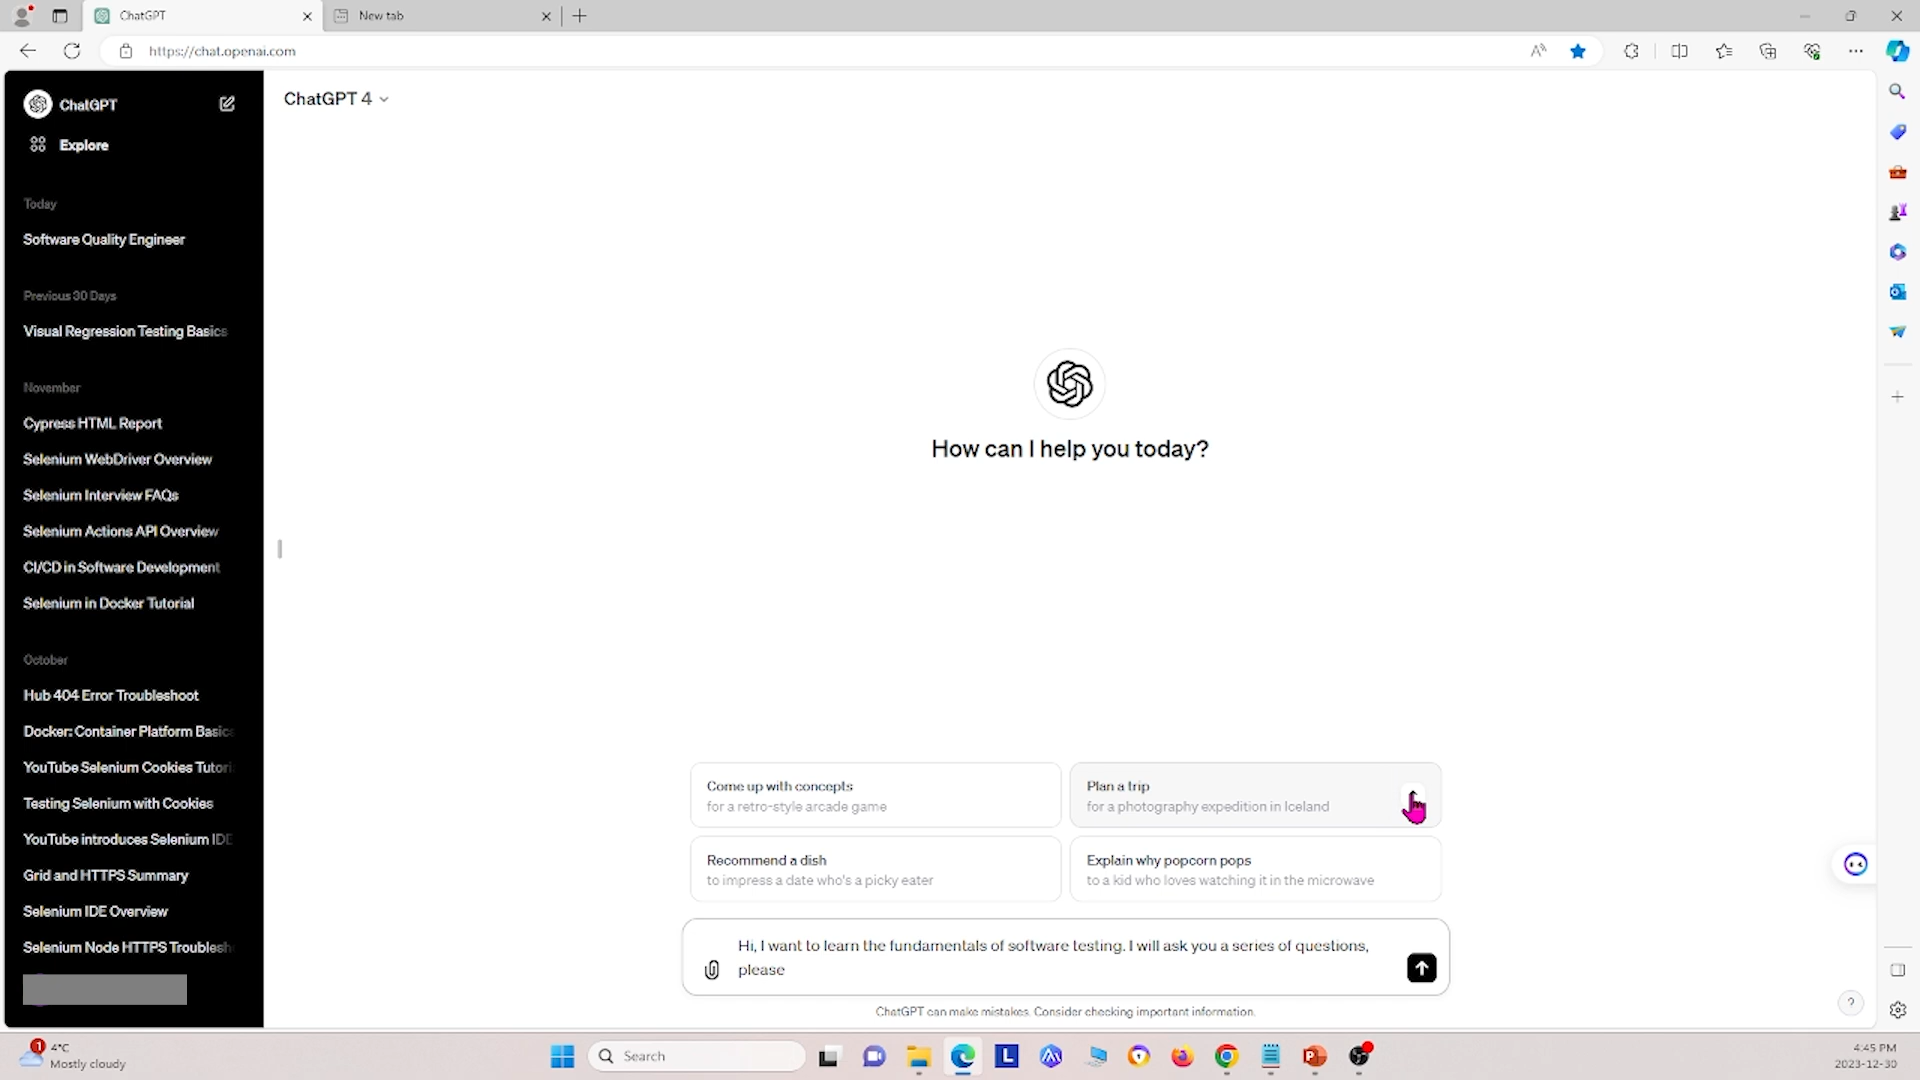 ChatGPT
New tab
https://chat.openai.com
ChatGPT
Explore
Today
Software Quality Engineer
Previous 30 Days
Visual Regression Testing Basics
November
Cypress HTML Report
Selenium WebDriver Overview
Selenium Interview FAQs
Selenium Actions API Overview
CI/CD in Software Development
Selenium in Docker Tutorial
October
Hub 404 Error Troubleshoot
Docker: Container Platform Basics
YouTube Selenium Cookies Tutori
Testing Selenium with Cookies
YouTube introduces Selenium IDE
Grid and HTTPS Summary
Selenium IDE Overview
Selenium Node HTTPS Troublesh
ChatGPT 4
How can I help you today?
Come up with concepts
for a retro-style arcade game
Plan a trip
for a photography expedition in Iceland
Recommend a dish
to impress a date who's a picky eater
Explain why popcorn pops
to a kid who loves watching it in the microwave
Hi, I want to learn the fundamentals of software testing. I will ask you a series of questions,
please
ChatGPT can make mistakes. Consider checking important information.
?
1
4°C
Mostly cloudy
Search
L
4:45 PM
2023-12-30